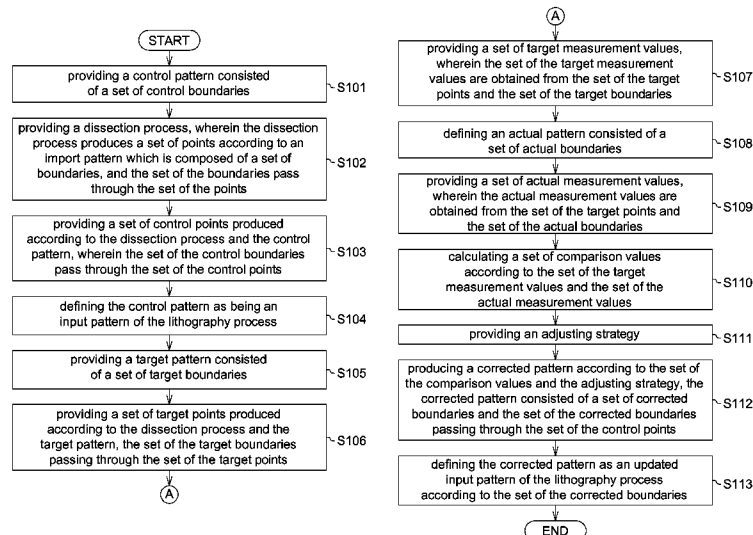 START
providing a control pattern consisted
of a set of control boundaries
S101
providing a dissection process, wherein the dissection
process produces a set of points according to an
import pattern which is composed of a set of
boundaries, and the set of the boundaries pass
through the set of the points
S102
providing a set of control points produced
according to the dissection process and the control
pattern, wherein the set of the control boundaries
pass through the set of the control points
S103
defining the control pattern as being an
input pattern of the lithography process
S104
providing a target pattern consisted
of a set of target boundaries
S105
providing a set of target points produced
according to the dissection process and the
target pattern, the set of the target boundaries
passing through the set of the target points
S106
A
A
providing a set of target measurement values,
wherein the set of the target measurement
values are obtained from the set of the target
points and the set of the target boundaries
S107
defining an actual pattern consisted of a
set of actual boundaries
S108
providing a set of actual measurement values,
wherein the actual measurement values are
obtained from the set of the target points and
the set of the actual boundaries
S109
calculating a set of comparison values
according to the set of the target
measurement values and the set of the
actual measurement values
S110
providing an adjusting strategy
S111
producing a corrected pattern according to the set of
the comparison values and the adjusting strategy, the
corrected pattern consisted of a set of corrected
boundaries and the set of the corrected boundaries
passing through the set of the control points
S112
defining the corrected pattern as an updated
input pattern of the lithography process
according to the set of the corrected boundaries
S113
END